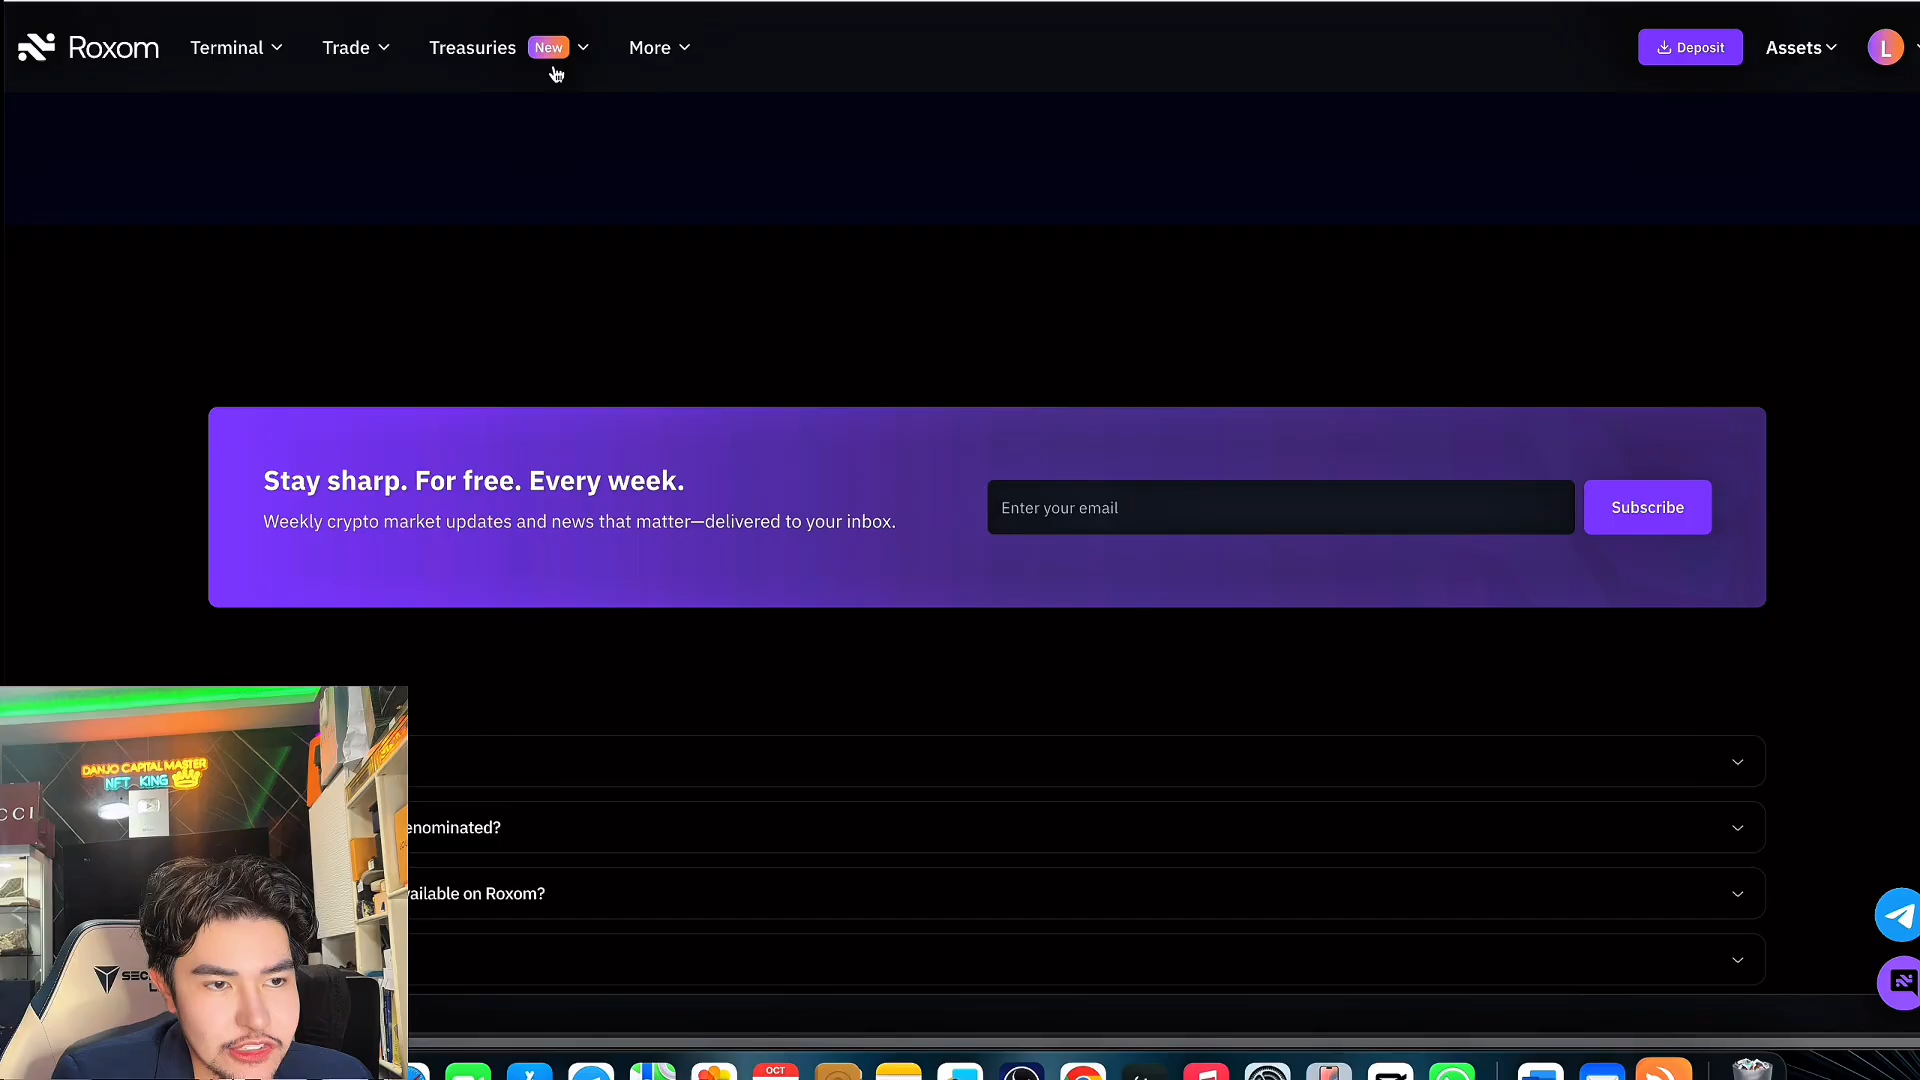 Roxom
Terminal
Trade
Treasuries
New
More
Deposit
Assets
L
Stay sharp. For free. Every week.
Weekly crypto market updates and news that matter—delivered to your inbox.
Enter your email
Subscribe
enominated?
vailable on Roxom?
DANJO CAPITAL MASTER
NFT KING
CCI
SEC
OCT